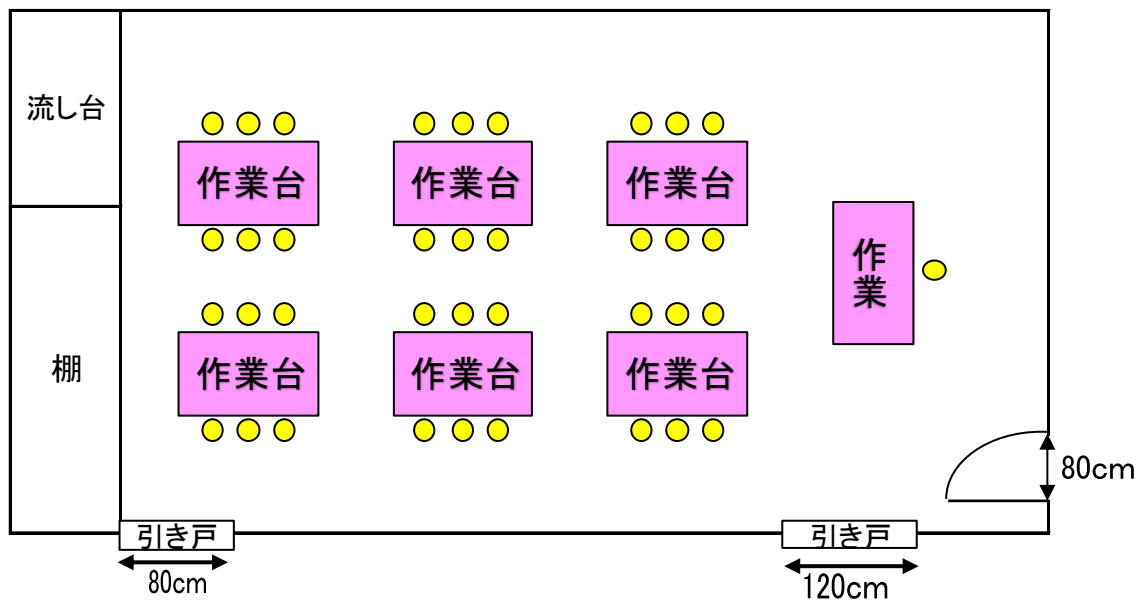 流し台
作業台
作業台
作業台
作
業
棚
作業台
作業台
作業台
80cm
引き戸
引き戸
80cm
120cm